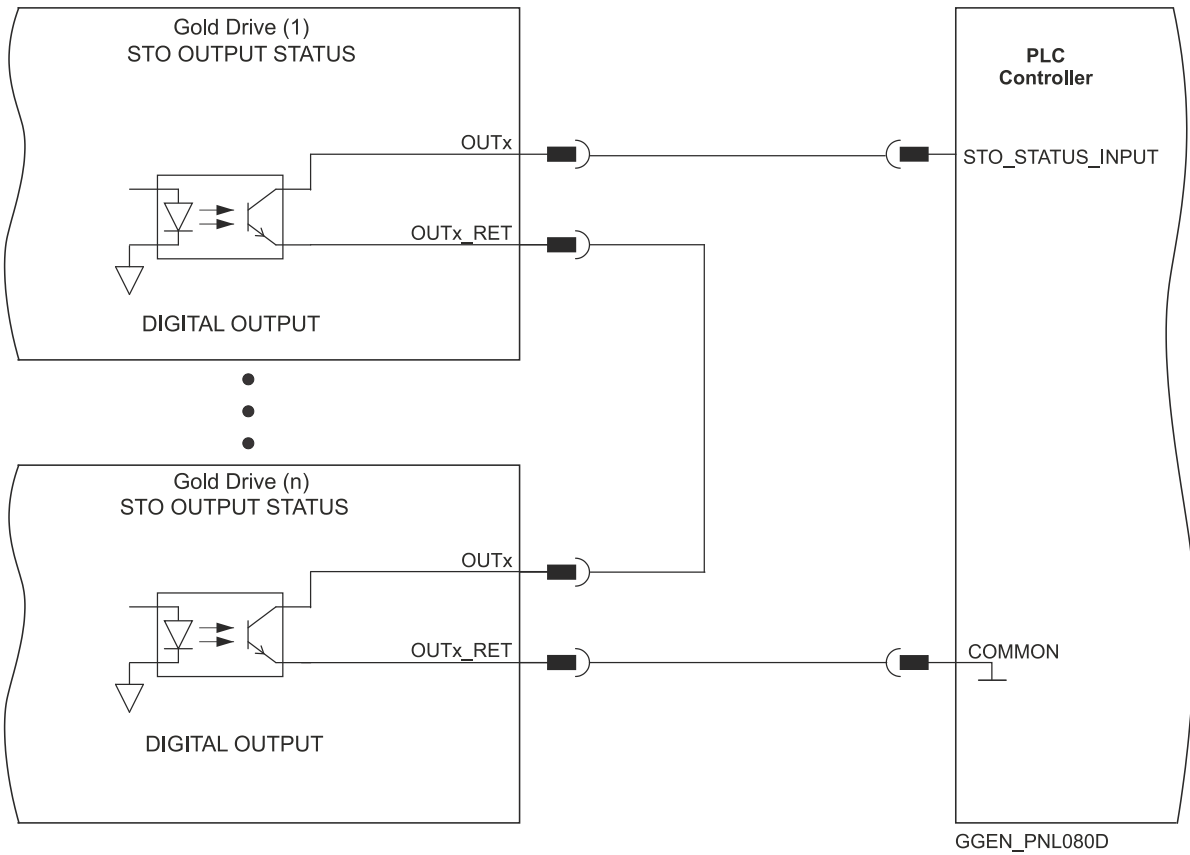 Gold Drive (1)
STO OUTPUT STATUS
OUTx
OUTx_RET
DIGITAL OUTPUT
Gold Drive (n)
STO OUTPUT STATUS
OUTx
OUTx_RET
DIGITAL OUTPUT
PLC
Controller
STO_STATUS_INPUT
COMMON
GGEN_PNL080D